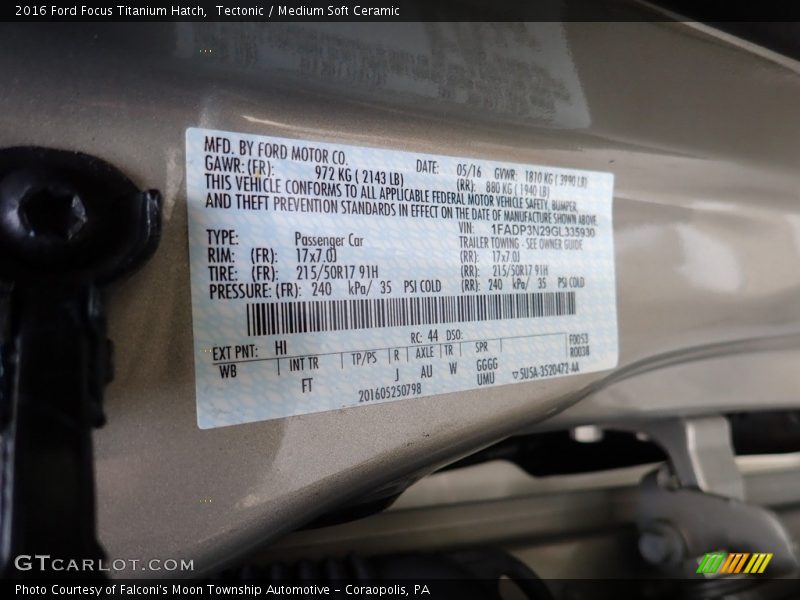 2016 Ford Focus Titanium Hatch, Tectonic / Medium Soft Ceramic
MFD. BY FORD MOTOR CO.
DATE: 05/16 GVWR: 1810 KG ( 3990 LB)
GAWR: (FR): 972 KG ( 2143 LB) (RR): 880 KG ( 1940 LB)
THIS VEHICLE CONFORMS TO ALL APPLICABLE FEDERAL MOTOR VEHICLE SAFETY, BUMPER,
AND THEFT PREVENTION STANDARDS IN EFFECT ON THE DATE OF MANUFACTURE SHOWN ABOVE.
VIN: 1FADP3N29GL335930
TYPE: Passenger Car TRAILER TOWING - SEE OWNER GUIDE
RIM: (FR): 17x7.0J (RR): 17x7.0J
TIRE: (FR): 215/50R17 91H (RR): 215/50R17 91H
PRESSURE: (FR): 240 kPa/ 35 PSI COLD (RR): 240 kPa/ 35 PSI COLD
EXT PNT: HI RC: 44 DSO: F0053
WB INT TR TP/PS R AXLE TR SPR R0038
FT J AU W GGGG
UMU ▽5U5A-3520472-AA
201605250798
GTCARLOT.COM
Photo Courtesy of Falconi's Moon Township Automotive – Coraopolis, PA